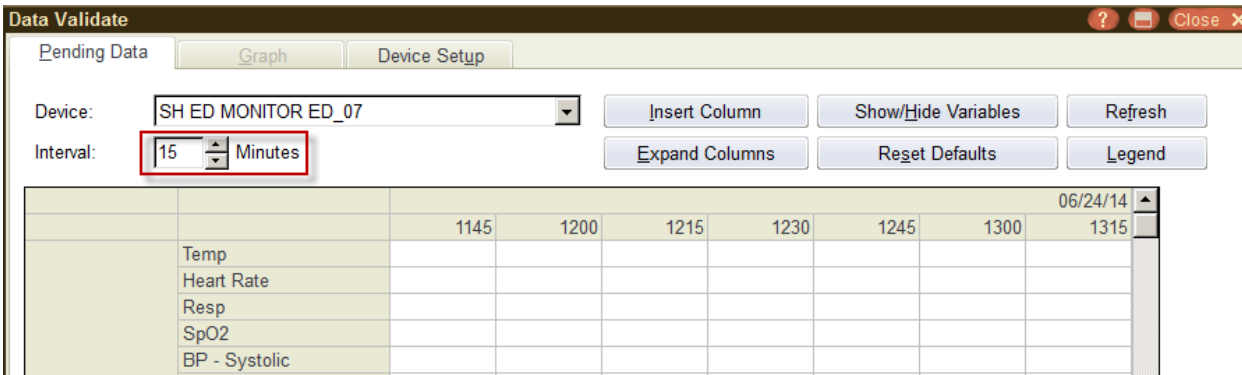 Data Validate ? Close X
Pending Data Graph Device Setup
Device: SH ED MONITOR ED_07 Insert Column Show/Hide Variables Refresh
Interval: 15 Minutes Expand Columns Reset Defaults Legend
06/24/14
1145 1200 1215 1230 1245 1300 1315
Temp
Heart Rate
Resp
SpO2
BP - Systolic